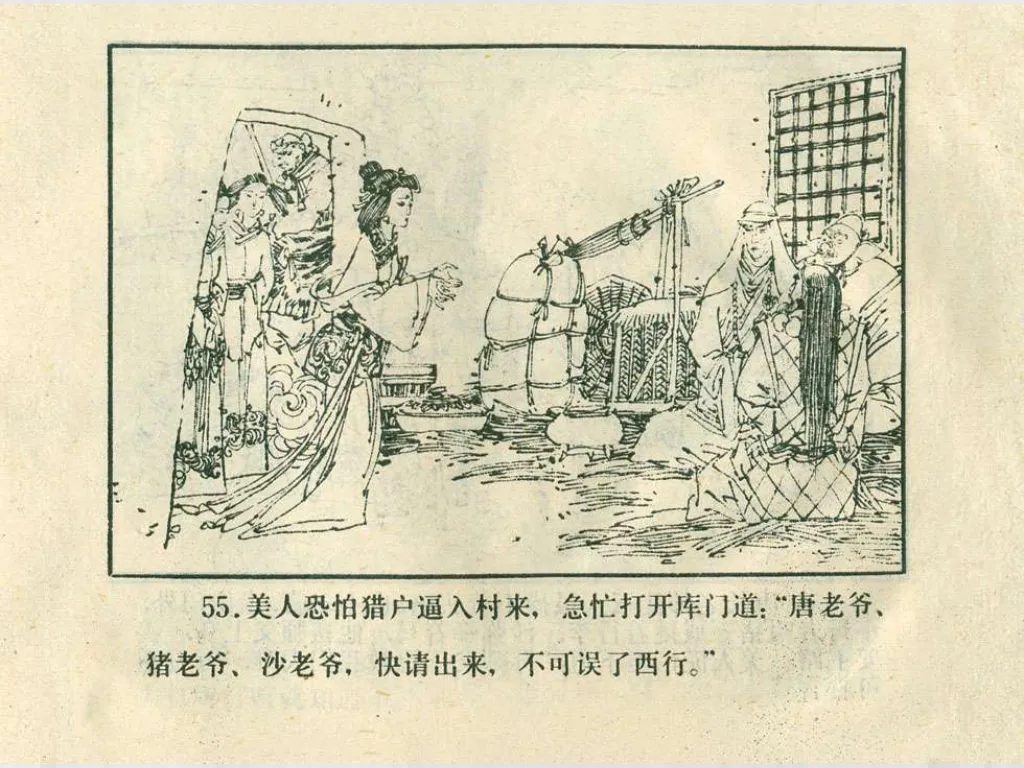 55.美人恐怕猎户逼入村来，急忙打开库门道：“唐老爷、
猪老爷、沙老爷，快请出来，不可误了西行。”